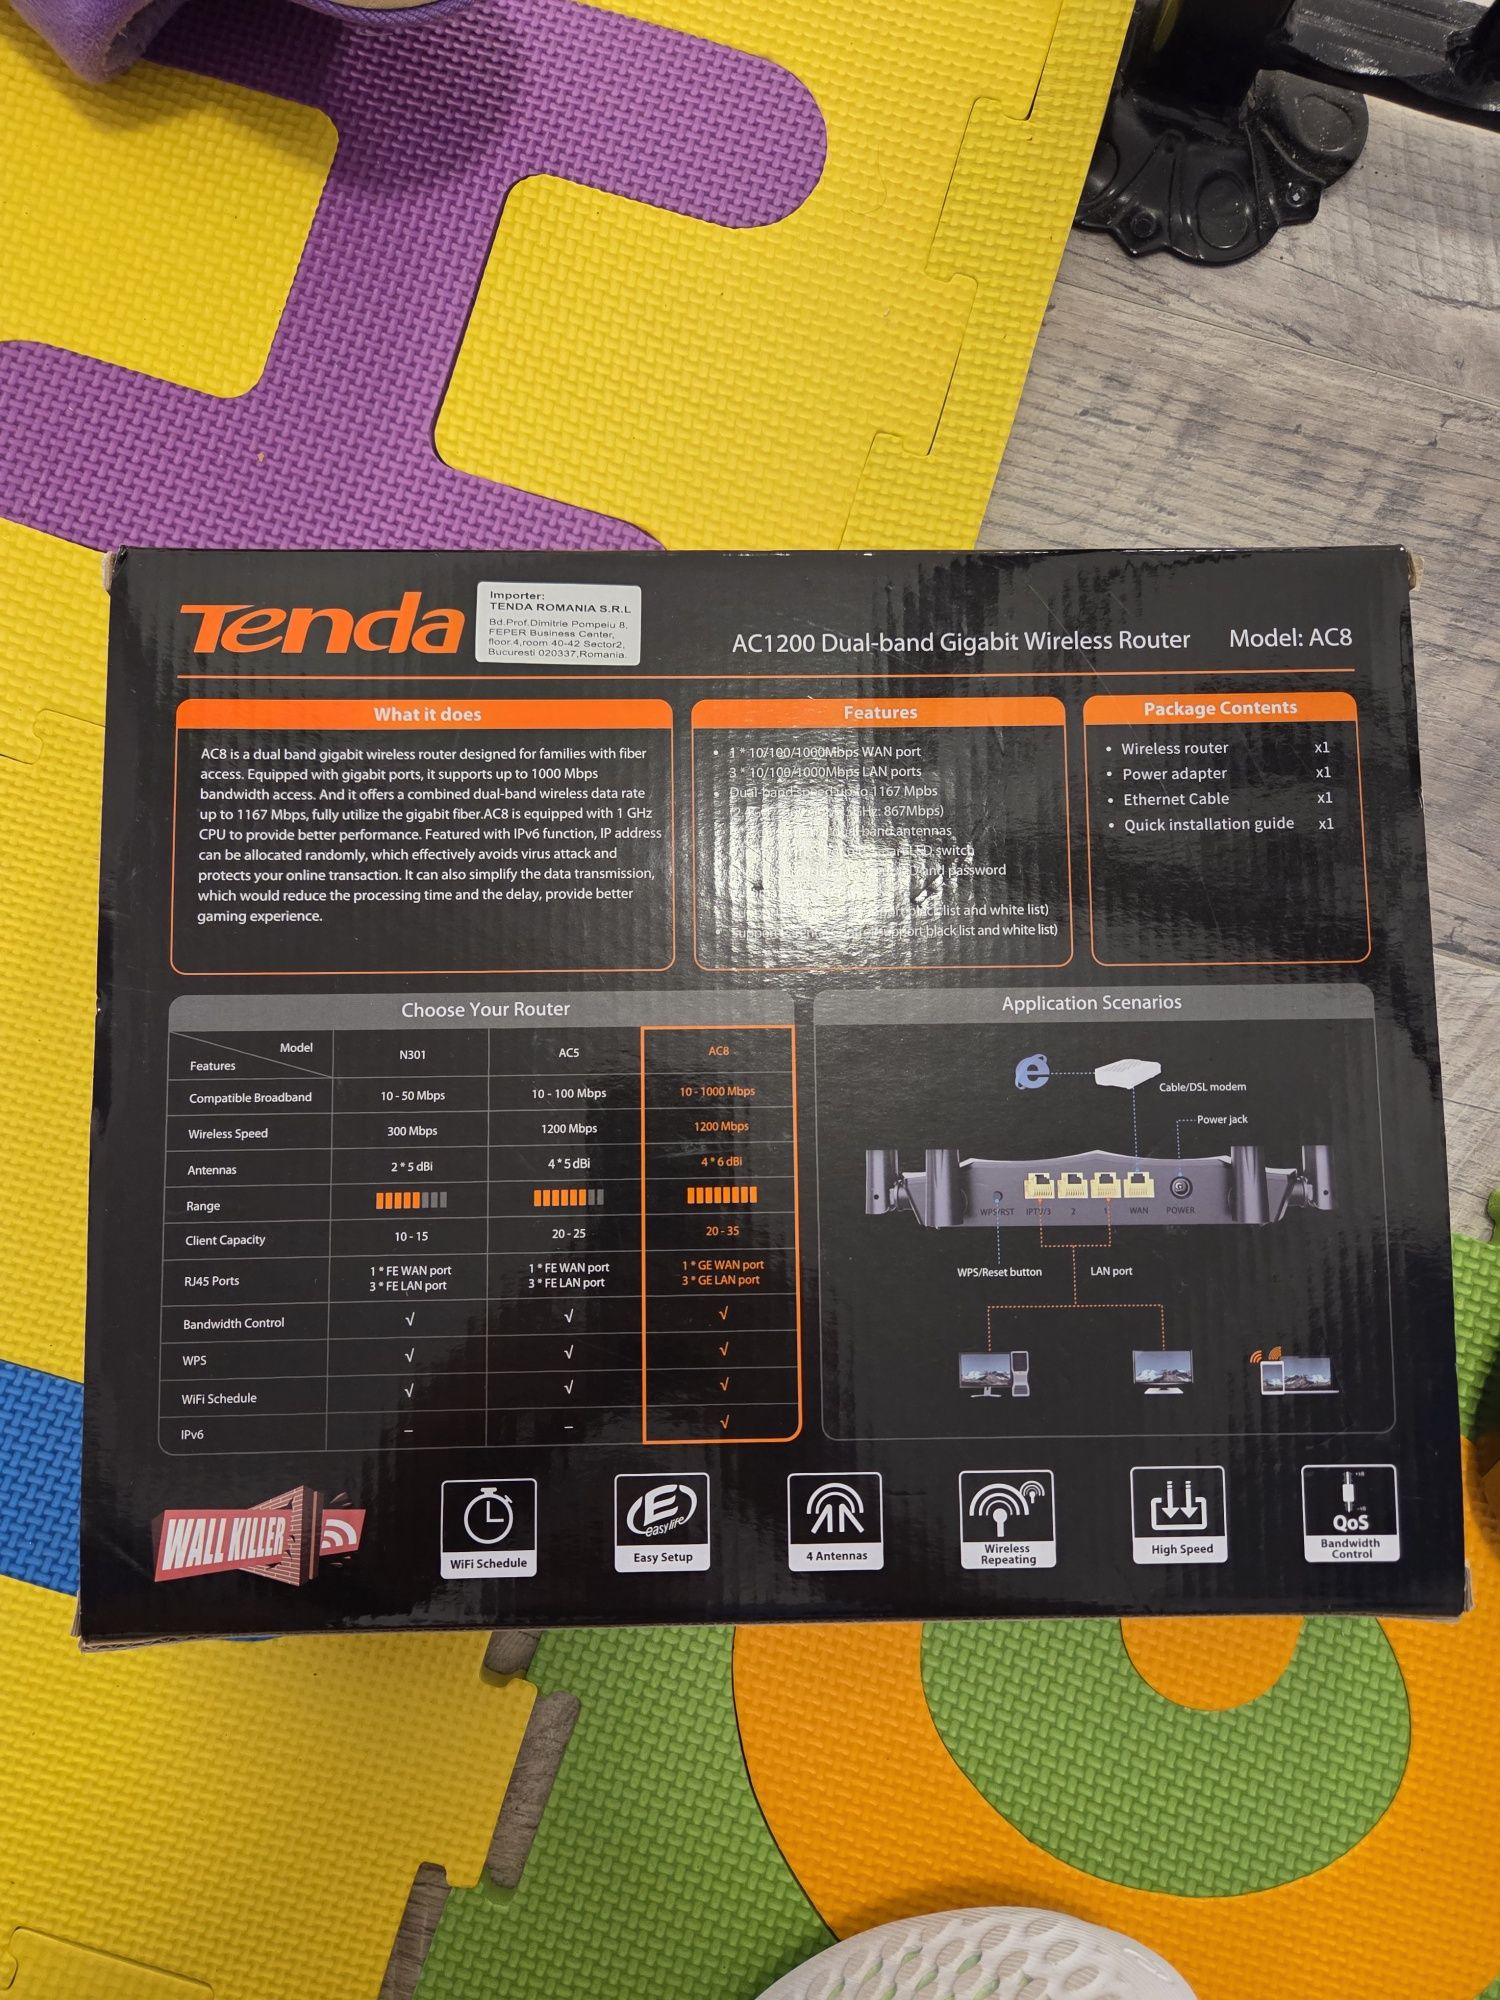 Tenda
Importer:
TENDA ROMANIA S.R.L
Bd.Prof.Dimitrie Pompeiu 8,
FEPER Business Center,
floor.4,room 40-42 Sector2,
Bucuresti 020337,Romania.
AC1200 Dual-band Gigabit Wireless Router Model: AC8
What it does
AC8 is a dual band gigabit wireless router designed for families with fiber
access. Equipped with gigabit ports, it supports up to 1000 Mbps
bandwidth access. And it offers a combined dual-band wireless data rate
up to 1167 Mbps, fully utilize the gigabit fiber.AC8 is equipped with 1 GHz
CPU to provide better performance. Featured with IPv6 function, IP address
can be allocated randomly, which effectively avoids virus attack and
protects your online transaction. It can also simplify the data transmission,
which would reduce the processing time and the delay, provide better
gaming experience.
Features
• 1 * 10/100/1000Mbps WAN port
3 * 10/100/1000Mbps LAN ports
• Dual-band speed up to 1167 Mpbs
867Mbps)
band antennas
LED switch
and password
black list and white list)
• support black list and white list)
Package Contents
• Wireless router x1
• Power adapter x1
• Ethernet Cable x1
• Quick installation guide x1
Choose Your Router
Features Model N301 AC5 AC8
Compatible Broadband 10 - 50 Mbps 10 - 100 Mbps 10 - 1000 Mbps
Wireless Speed 300 Mbps 1200 Mbps 1200 Mbps
Antennas 2 * 5 dBi 4 * 5 dBi 4 * 6 dBi
Range
Client Capacity 10 - 15 20 - 25 20 - 35
RJ45 Ports 1 * FE WAN port 1 * FE WAN port 1 * GE WAN port
3 * FE LAN port 3 * FE LAN port 3 * GE LAN port
Bandwidth Control √ √ √
WPS √ √ √
WiFi Schedule √ √ √
IPv6 – – √
Application Scenarios
Cable/DSL modem
Power jack
WPS/RST IPTV/3 2 1 WAN POWER
WPS/Reset button LAN port
WALL KILLER
WiFi Schedule
easy life
Easy Setup
4 Antennas
Wireless
Repeating
High Speed
QoS
Bandwidth
Control